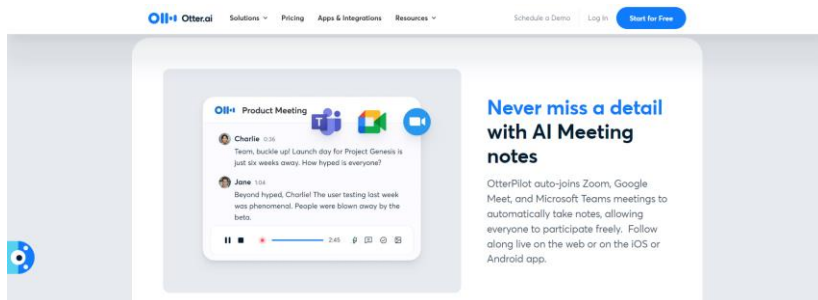 Otter.ai Solutions Pricing Apps & Integrations Resources Schedule a Demo Log In Start for Free
Product Meeting
Charlie 0:36
Team, buckle up! Launch day for Project Genesis is
just six weeks away. How hyped is everyone?
Jane 1:04
Beyond hyped, Charlie! The user testing last week
was phenomenal. People were blown away by the
beta.
2:45
Never miss a detail
with AI Meeting
notes
OtterPilot auto-joins Zoom, Google
Meet, and Microsoft Teams meetings to
automatically take notes, allowing
everyone to participate freely. Follow
along live on the web or on the iOS or
Android app.